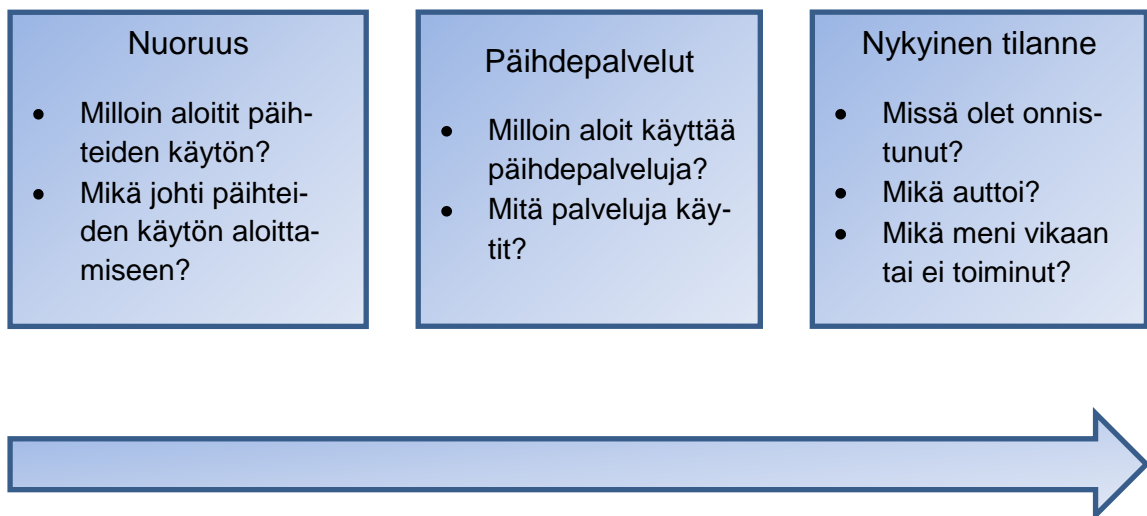 Nuoruus
• Milloin aloitit päih-
teiden käytön?
• Mikä johti päihtei-
den käytön aloitta-
miseen?
Päihdepalvelut
• Milloin aloit käyttää
päihdepalveluja?
• Mitä palveluja käy-
tit?
Nykyinen tilanne
• Missä olet onnis-
tunut?
• Mikä auttoi?
• Mikä meni vikaan
tai ei toiminut?